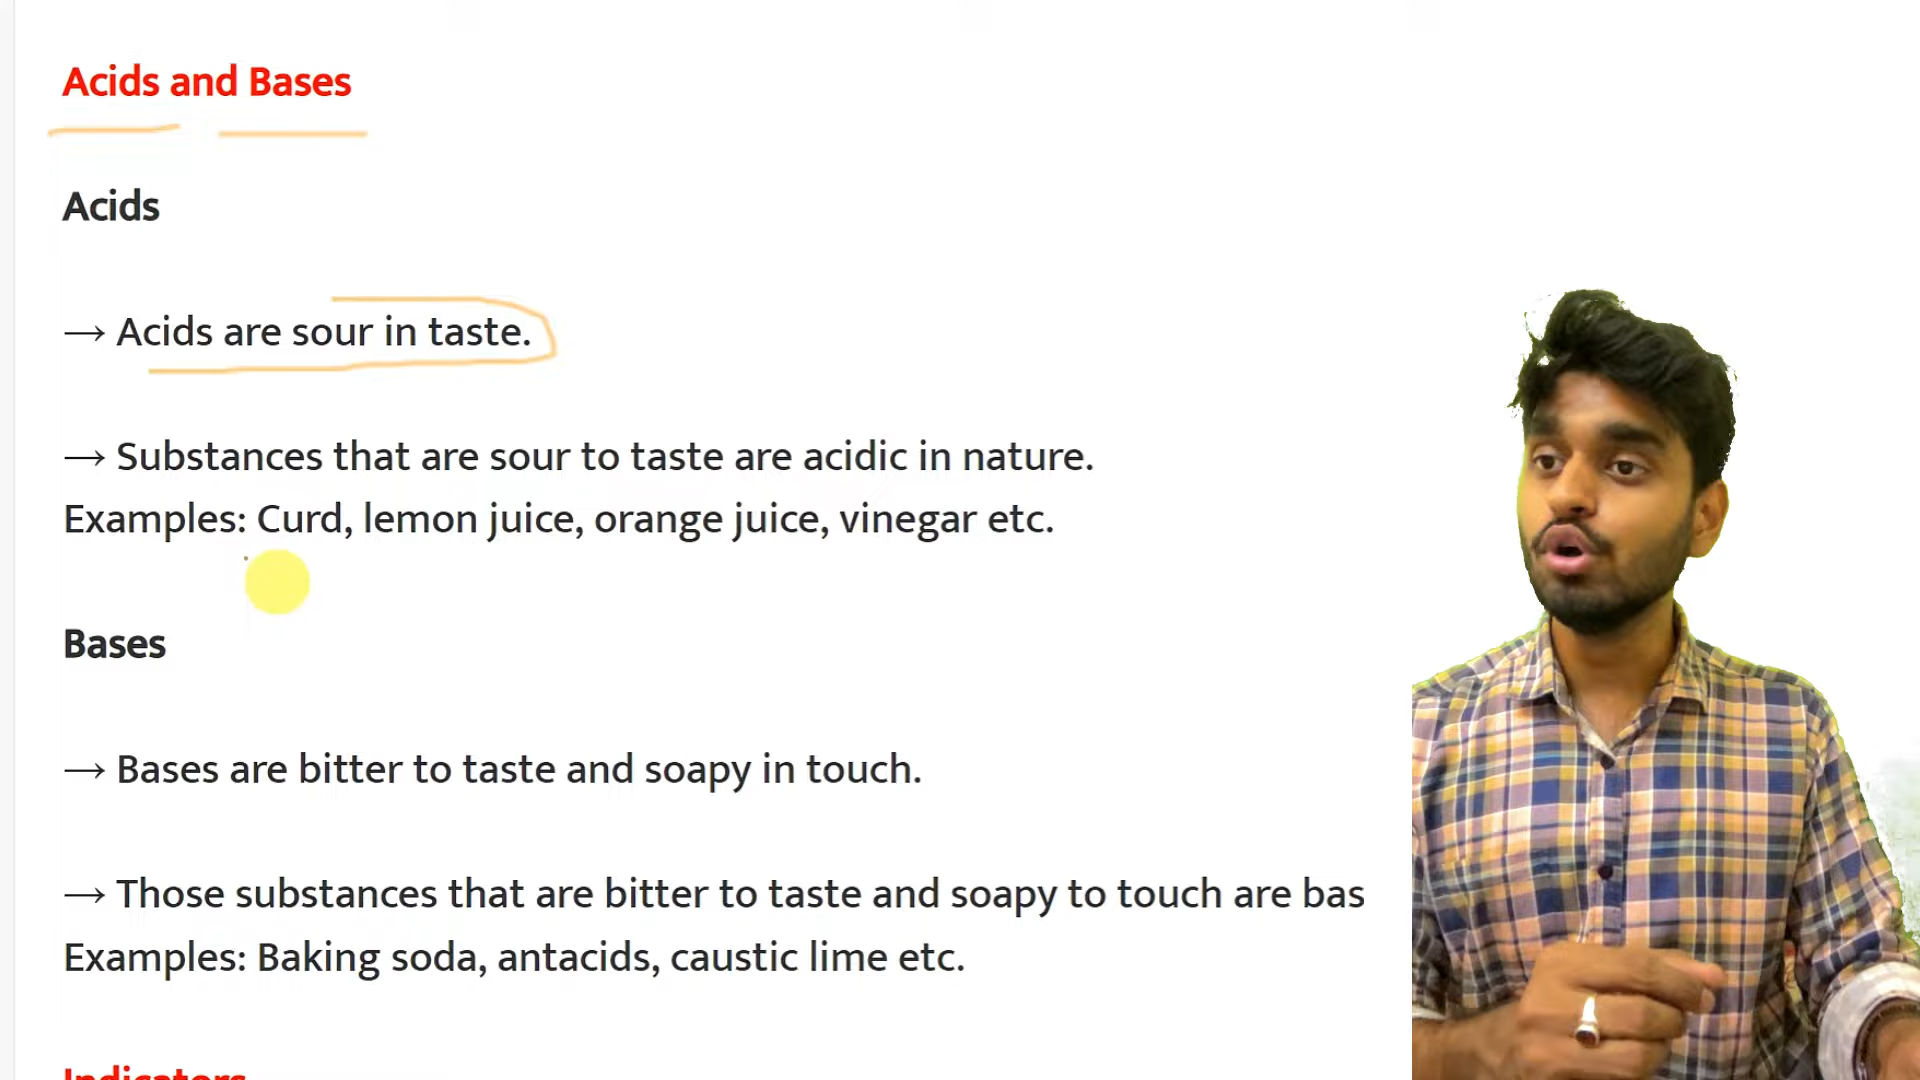 Acids and Bases
Acids
→ Acids are sour in taste.
→ Substances that are sour to taste are acidic in nature.
Examples: Curd, lemon juice, orange juice, vinegar etc.
Bases
→ Bases are bitter to taste and soapy in touch.
→ Those substances that are bitter to taste and soapy to touch are bas
Examples: Baking soda, antacids, caustic lime etc.
Indicators